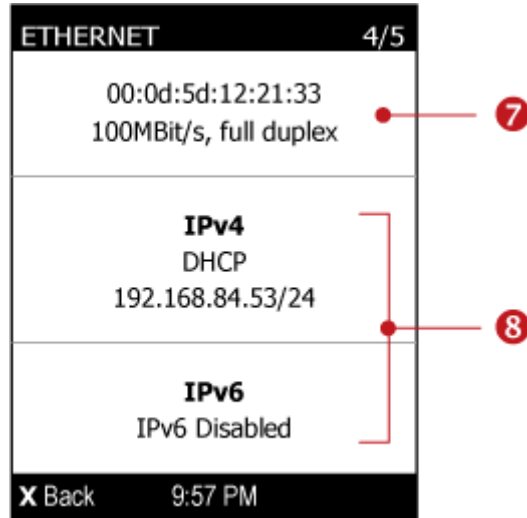 ETHERNET 4/5
00:0d:5d:12:21:33
100MBit/s, full duplex
7
IPv4
DHCP
192.168.84.53/24
8
IPv6
IPv6 Disabled
X Back 9:57 PM